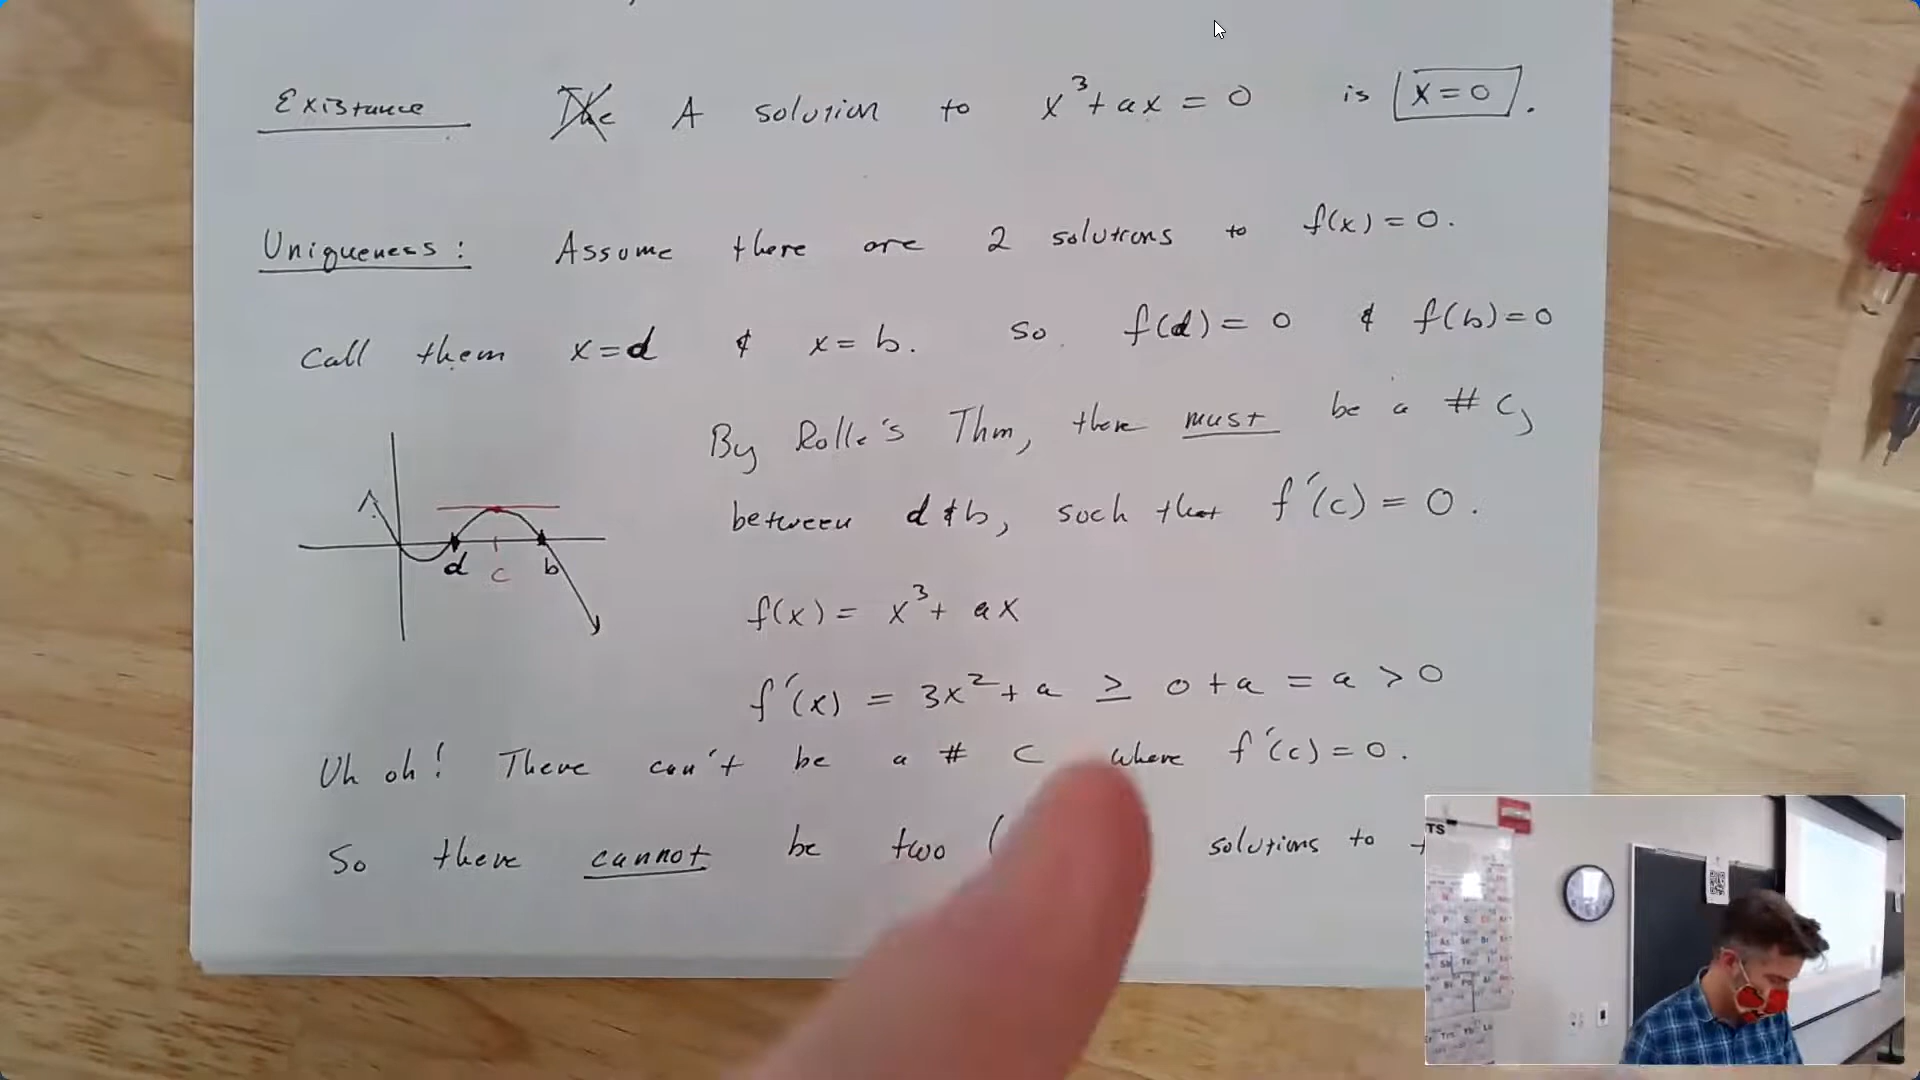 Existance The A solution to x³ + ax = 0 is x = 0.
Uniqueness: Assume there are 2 solutions to f(x) = 0.
Call them x = d & x = b. So f(d) = 0 & f(b) = 0
By Rolle's Thm, there must be a # c,
between d & b, such that f'(c) = 0.
d c b
f(x) = x³ + ax
f'(x) = 3x² + a ≥ 0 + a = a > 0
Uh oh! There can't be a # c where f'(c) = 0.
So there cannot be two ( solutions to
TS